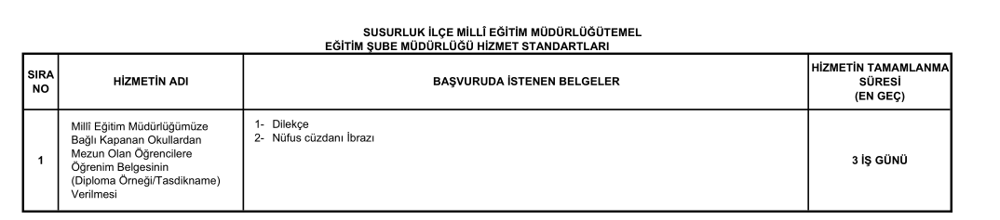 SUSURLUK İLÇE MİLLÎ EĞİTİM MÜDÜRLÜĞÜTEMEL
EĞİTİM ŞUBE MÜDÜRLÜĞÜ HİZMET STANDARTLARI
SIRA
NO
HİZMETİN ADI
BAŞVURUDA İSTENEN BELGELER
HİZMETİN TAMAMLANMA
SÜRESİ
(EN GEÇ)
1
Millî Eğitim Müdürlüğümüze
Bağlı Kapanan Okullardan
Mezun Olan Öğrencilere
Öğrenim Belgesinin
(Diploma Örneği/Tasdikname)
Verilmesi
1- Dilekçe
2- Nüfus cüzdanı İbrazı
3 İŞ GÜNÜ